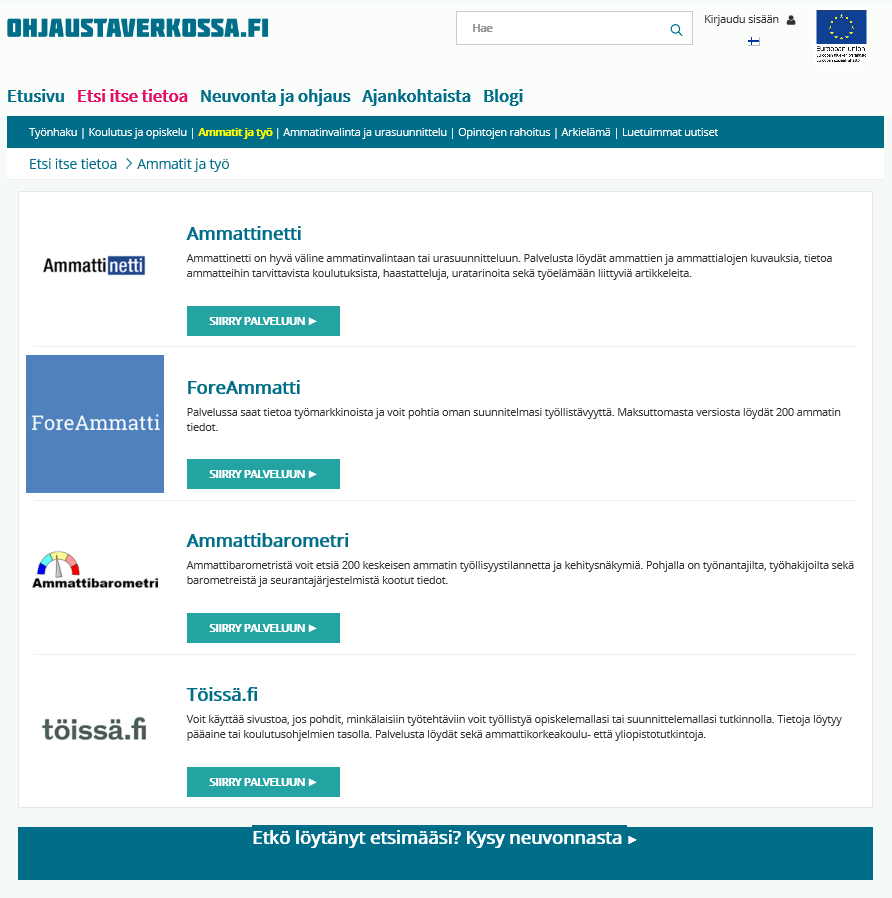 OHJAUSTAVERKOSSA.FI
Hae
Kirjaudu sisään
Euroopan unioni
Etusivu Etsi itse tietoa Neuvonta ja ohjaus Ajankohtaista Blogi
Työnhaku | Koulutus ja opiskelu | Ammatit ja työ | Ammatinvalinta ja urasuunnittelu | Opintojen rahoitus | Arkielämä | Luetuimmat uutiset
Etsi itse tietoa > Ammatit ja työ
Ammattinetti
Ammattinetti
Ammattinetti on hyvä väline ammatinvalintaan tai urasuunnitteluun. Palvelusta löydät ammattien ja ammattialojen kuvauksia, tietoa
ammatteihin tarvittavista koulutuksista, haastatteluja, uratarinoita sekä työelämään liittyviä artikkeleita.
SIIRRY PALVELUUN ►
ForeAmmatti
ForeAmmatti
Palvelussa saat tietoa työmarkkinoista ja voit pohtia oman suunnitelmasi työllistävyyttä. Maksuttomasta versiosta löydät 200 ammatin
tiedot.
SIIRRY PALVELUUN ►
Ammattibarometri
Ammattibarometri
Ammattibarometristä voit etsiä 200 keskeisen ammatin työllisyystilannetta ja kehitysnäkymiä. Pohjalla on työnantajilta, työhakijoilta sekä
barometreistä ja seurantajärjestelmistä kootut tiedot.
SIIRRY PALVELUUN ►
töissä.fi
Töissä.fi
Voit käyttää sivustoa, jos pohdit, minkälaisiin työtehtäviin voit työllistyä opiskelemallasi tai suunnittelemallasi tutkinnolla. Tietoja löytyy
pääaine tai koulutusohjelmien tasolla. Palvelusta löydät sekä ammattikorkeakoulu- että yliopistotutkintoja.
SIIRRY PALVELUUN ►
Etkö löytänyt etsimääsi? Kysy neuvonnasta ►